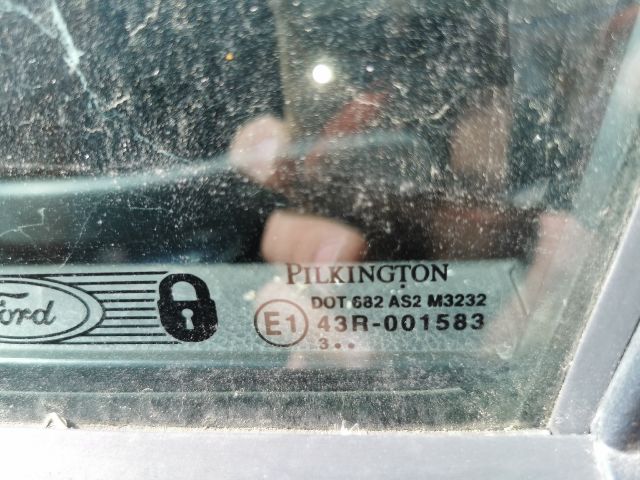 Ford
PILKINGTON
DOT 682 AS2 M3232
E1 43R-001583
3••